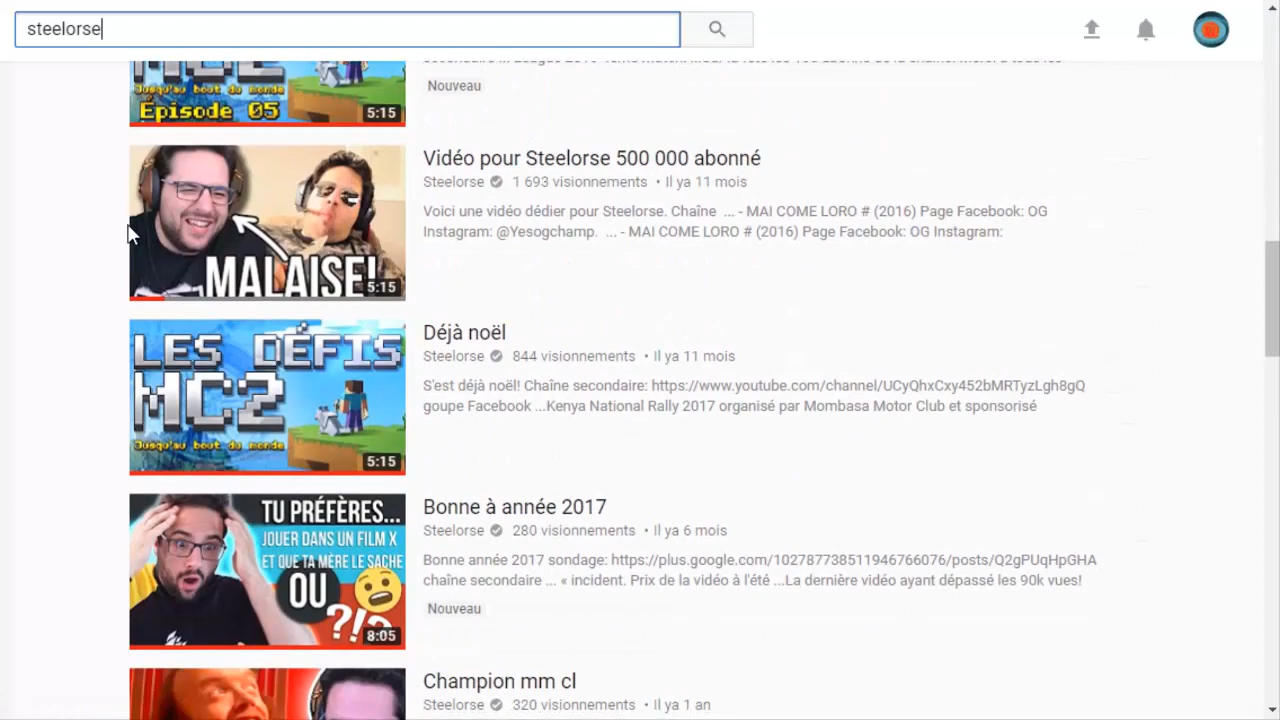 steelorse
Jusqu'au bout du monde
Épisode 05
5:15
Nouveau
MALAISE!
5:15
Vidéo pour Steelorse 500 000 abonné
Steelorse 1 693 visionnements • Il ya 11 mois
Voici une vidéo dédier pour Steelorse. Chaîne ... - MAI COME LORO # (2016) Page Facebook: OG
Instagram: @Yesogchamp. ... - MAI COME LORO # (2016) Page Facebook: OG Instagram:
LES DÉFIS
MC2
Jusqu'au bout du monde
5:15
Déjà noël
Steelorse 844 visionnements • Il ya 11 mois
S'est déjà noël! Chaîne secondaire: https://www.youtube.com/channel/UCyQhxCxy452bMRTyzLgh8gQ
goupe Facebook ...Kenya National Rally 2017 organisé par Mombasa Motor Club et sponsorisé
TU PRÉFÈRES...
JOUER DANS UN FILM X
ET QUE TA MÈRE LE SACHE
OU
?!?
8:05
Bonne à année 2017
Steelorse 280 visionnements • Il ya 6 mois
Bonne année 2017 sondage: https://plus.google.com/102787738511946766076/posts/Q2gPUqHpGHA
chaîne secondaire ... « incident. Prix de la vidéo à l'été ...La dernière vidéo ayant dépassé les 90k vues!
Nouveau
Champion mm cl
Steelorse 320 visionnements • Il ya 1 an